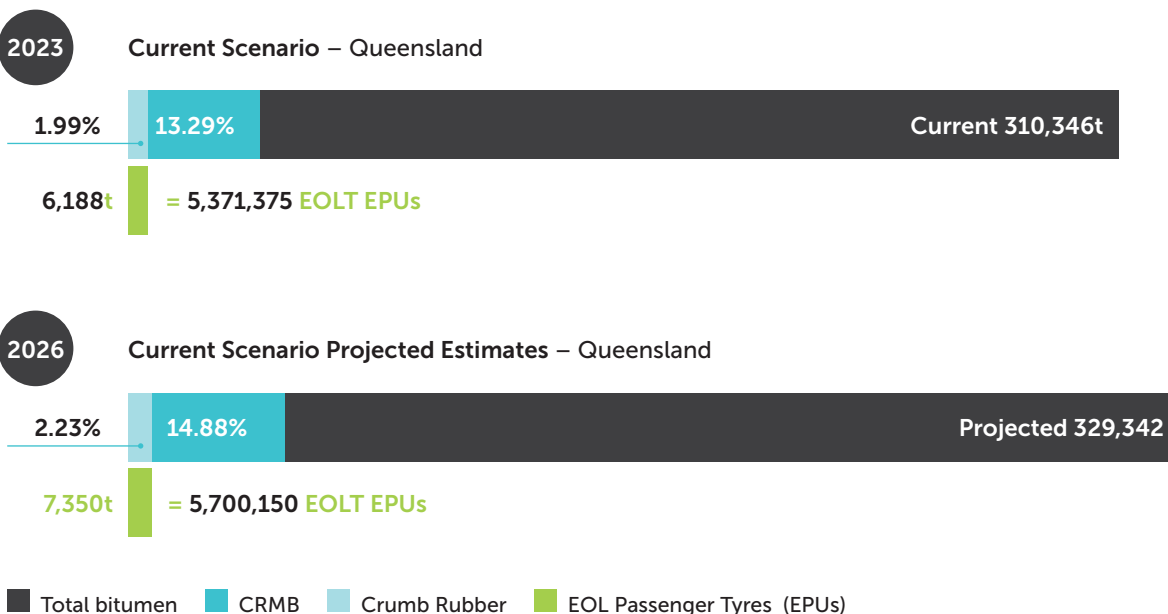 2023
Current Scenario – Queensland
1.99%
13.29%
Current 310,346t
6,188t
= 5,371,375 EOLT EPUs
2026
Current Scenario Projected Estimates – Queensland
2.23%
14.88%
Projected 329,342
7,350t
= 5,700,150 EOLT EPUs
Total bitumen CRMB Crumb Rubber EOL Passenger Tyres (EPUs)